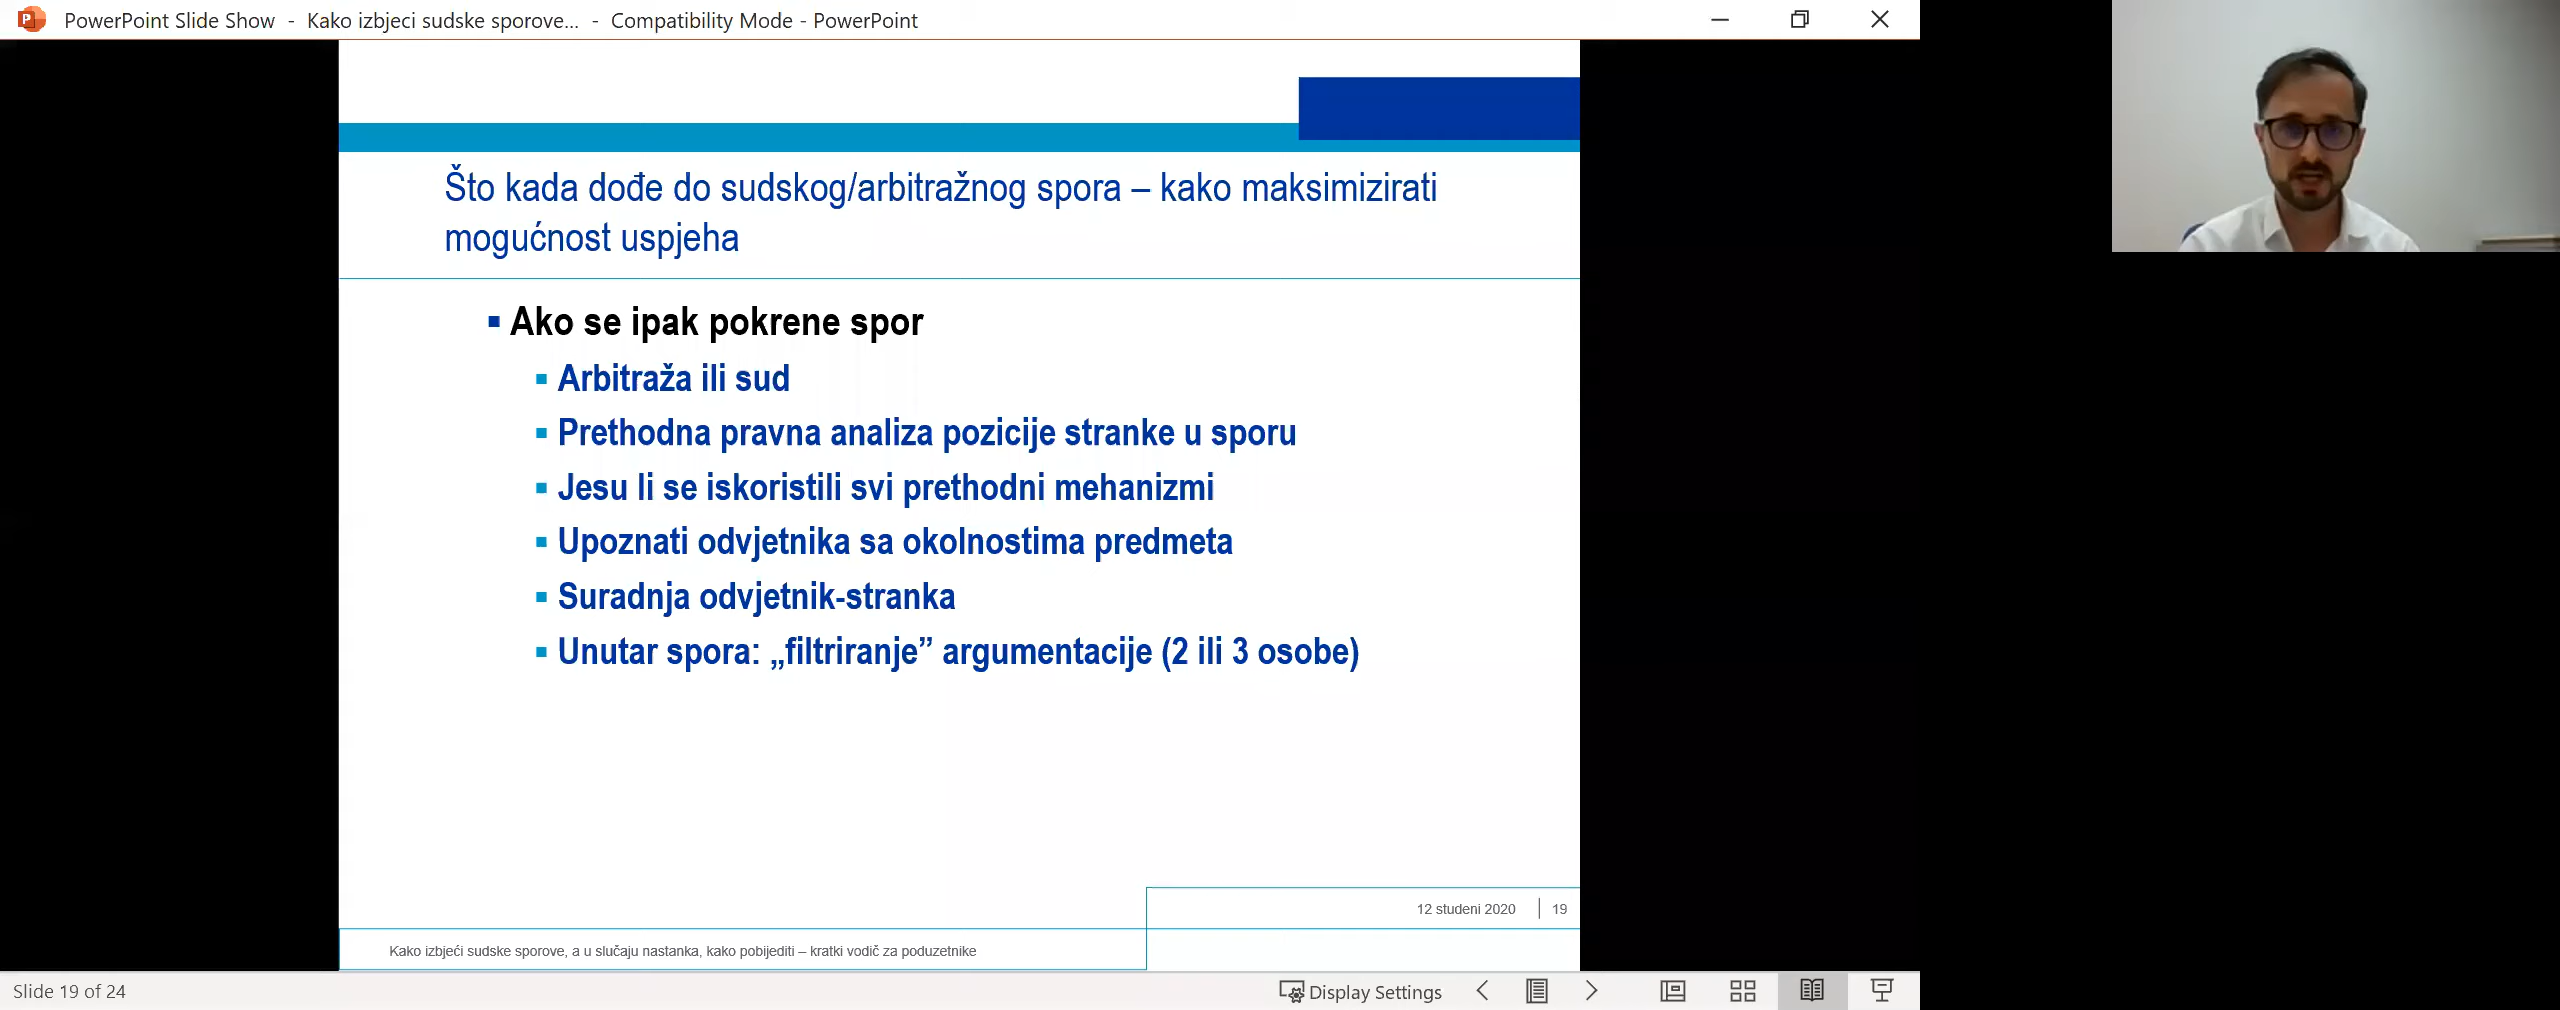 PowerPoint Slide Show - Kako izbjeci sudske sporove... - Compatibility Mode - PowerPoint
Što kada dođe do sudskog/arbitražnog spora – kako maksimizirati
mogućnost uspjeha
Ako se ipak pokrene spor
Arbitraža ili sud
Prethodna pravna analiza pozicije stranke u sporu
Jesu li se iskoristili svi prethodni mehanizmi
Upoznati odvjetnika sa okolnostima predmeta
Suradnja odvjetnik-stranka
Unutar spora: „filtriranje” argumentacije (2 ili 3 osobe)
12 studeni 2020 | 19
Kako izbjeći sudske sporove, a u slučaju nastanka, kako pobijediti – kratki vodič za poduzetnike
Slide 19 of 24
Display Settings